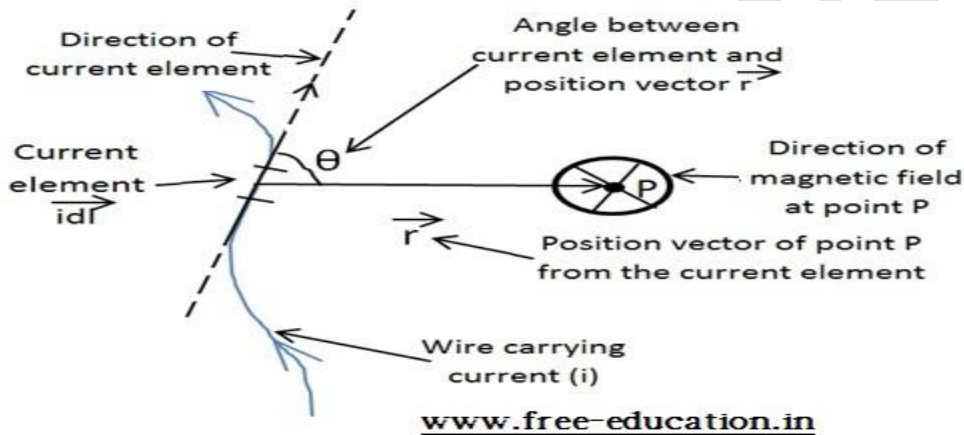 Direction of
current element
Angle between
current element and
position vector r
Current
element
idl
θ
P
Direction of
magnetic field
at point P
r
Position vector of point P
from the current element
Wire carrying
current (i)
www.free-education.in